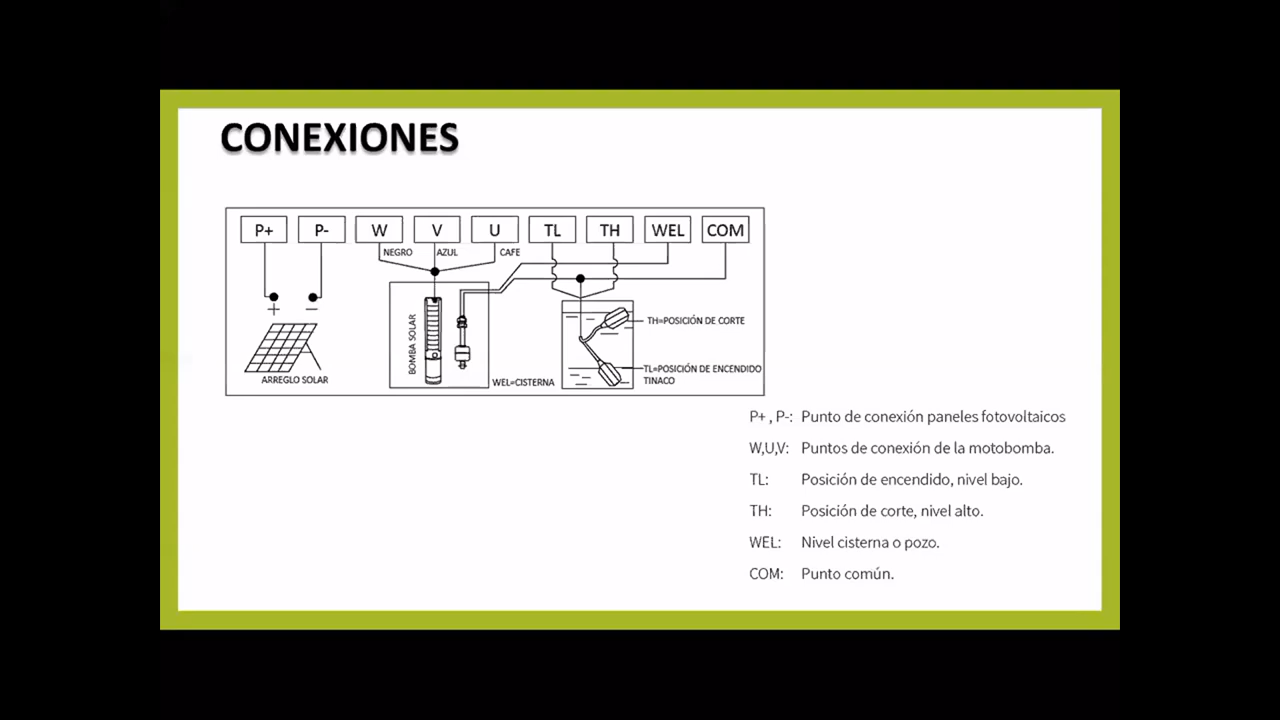 CONEXIONES
P+ P- W V U TL TH WEL COM
NEGRO AZUL CAFE
+ −
BOMBA SOLAR
TH=POSICIÓN DE CORTE
ARREGLO SOLAR
WEL=CISTERNA
TL=POSICIÓN DE ENCENDIDO
TINACO
P+ , P-: Punto de conexión paneles fotovoltaicos
W,U,V: Puntos de conexión de la motobomba.
TL: Posición de encendido, nivel bajo.
TH: Posición de corte, nivel alto.
WEL: Nivel cisterna o pozo.
COM: Punto común.